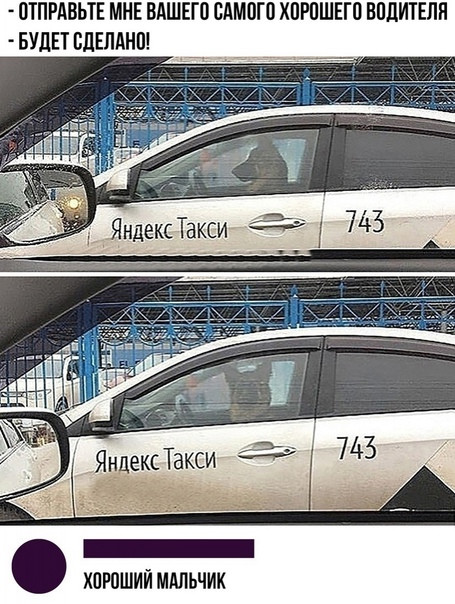 - ОТПРАВЬТЕ МНЕ ВАШЕГО САМОГО ХОРОШЕГО ВОДИТЕЛЯ
- БУДЕТ СДЕЛАНО!
Яндекс Такси
743
Яндекс Такси
743
ХОРОШИЙ МАЛЬЧИК